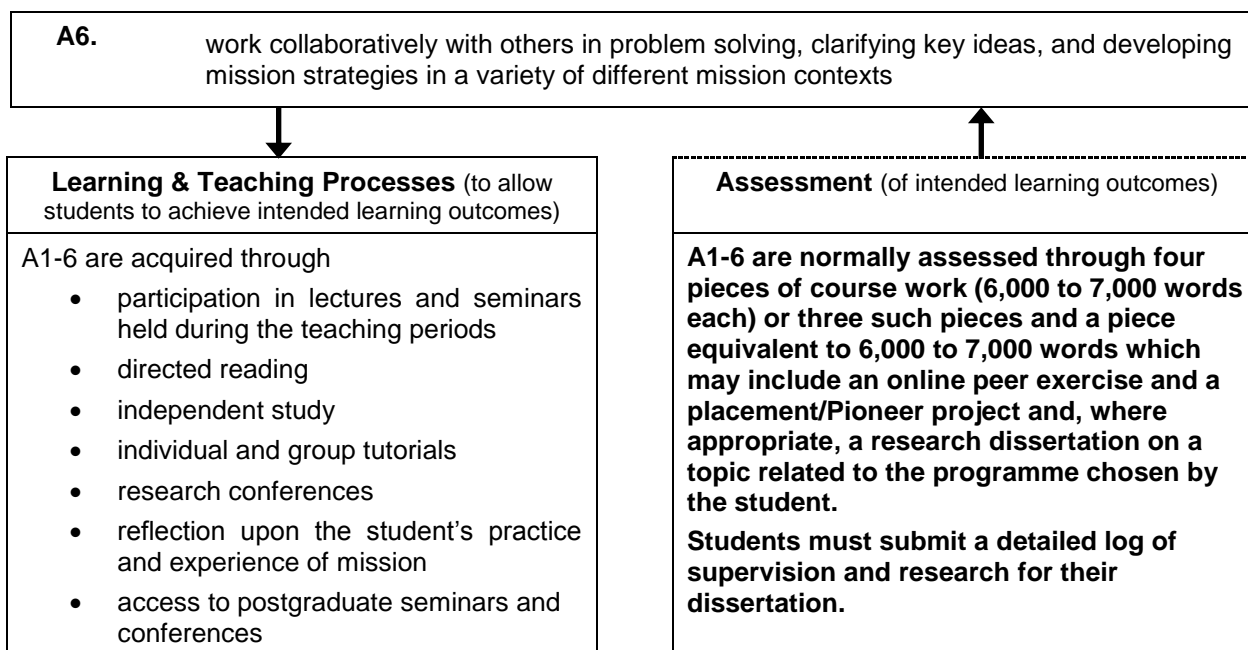 A6. work collaboratively with others in problem solving, clarifying key ideas, and developing
mission strategies in a variety of different mission contexts
Learning & Teaching Processes (to allow
students to achieve intended learning outcomes)
A1-6 are acquired through
• participation in lectures and seminars
held during the teaching periods
• directed reading
• independent study
• individual and group tutorials
• research conferences
• reflection upon the student’s practice
and experience of mission
• access to postgraduate seminars and
conferences
Assessment (of intended learning outcomes)
A1-6 are normally assessed through four
pieces of course work (6,000 to 7,000 words
each) or three such pieces and a piece
equivalent to 6,000 to 7,000 words which
may include an online peer exercise and a
placement/Pioneer project and, where
appropriate, a research dissertation on a
topic related to the programme chosen by
the student.
Students must submit a detailed log of
supervision and research for their
dissertation.